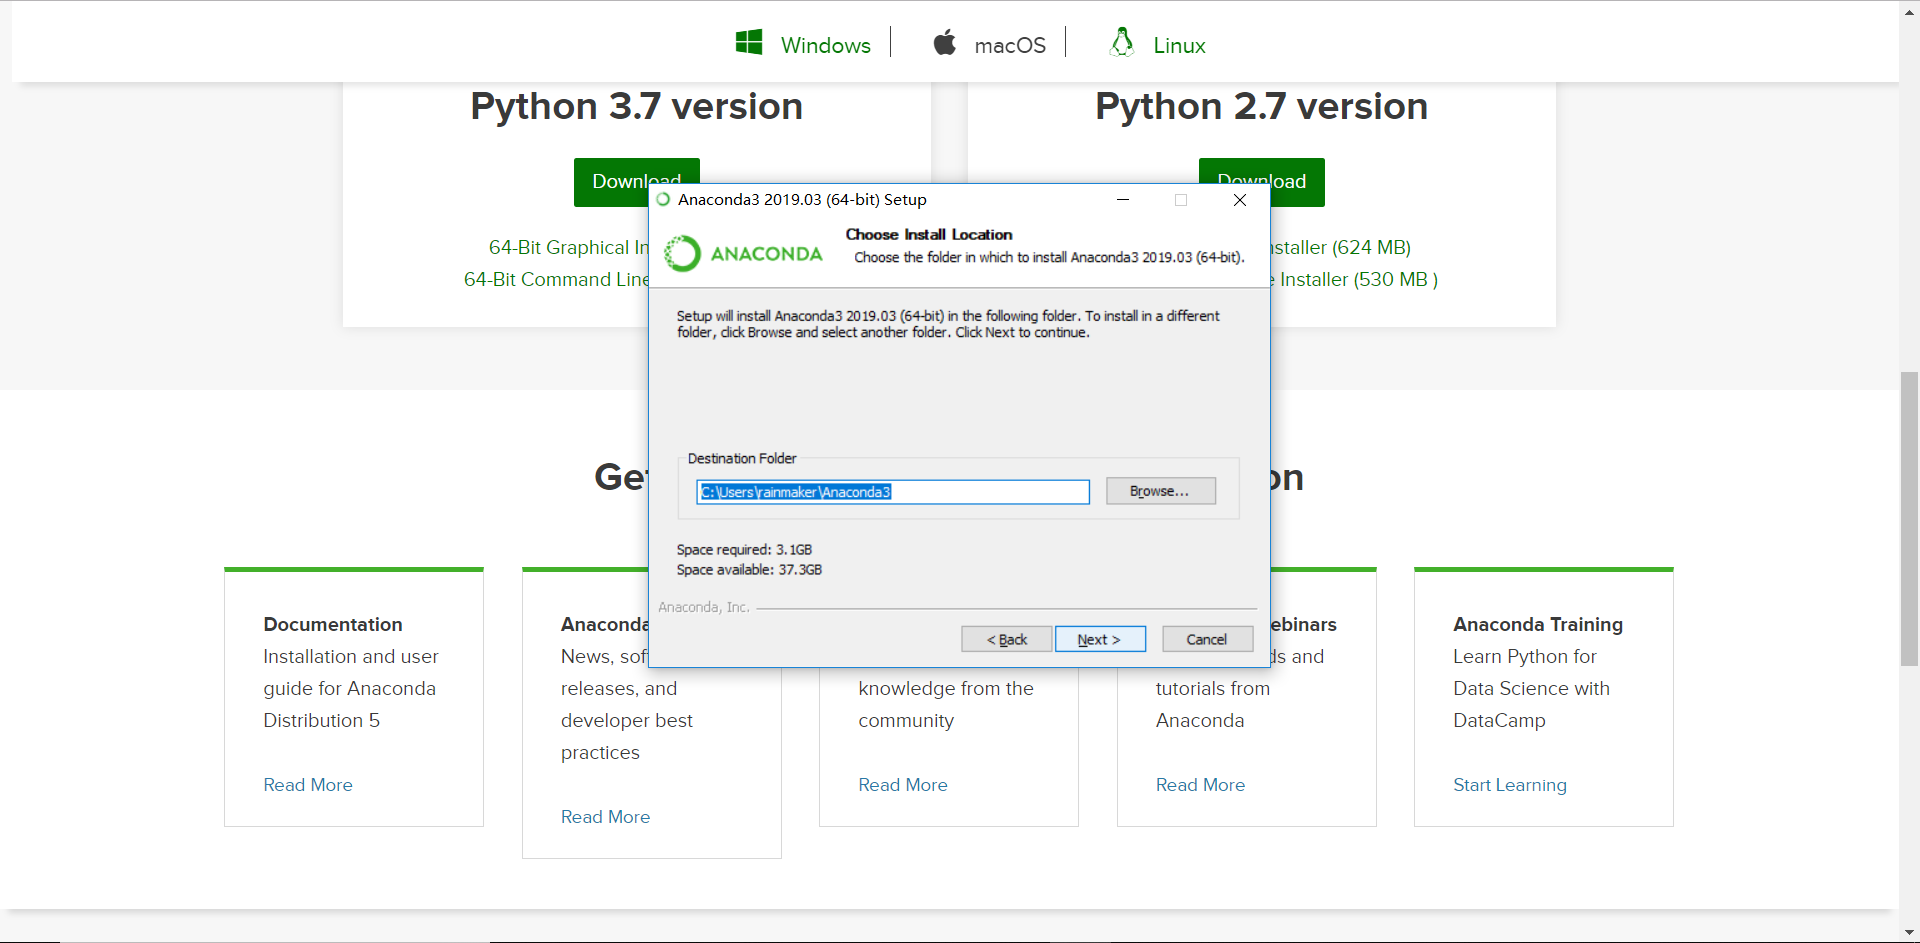 Windows
macOS
Linux
Python 3.7 version
Python 2.7 version
Download
Download
64-Bit Graphical
64-Bit Command Line
(624 MB)
Installer (530 MB )
Anaconda3 2019.03 (64-bit) Setup
ANACONDA
Choose Install Location
Choose the folder in which to install Anaconda3 2019.03 (64-bit).
Setup will install Anaconda3 2019.03 (64-bit) in the following folder. To install in a different
folder, click Browse and select another folder. Click Next to continue.
Destination Folder
C:\Users\rainmaker\Anaconda3
Browse...
Space required: 3.1GB
Space available: 37.3GB
Anaconda, Inc.
< Back
Next >
Cancel
Documentation
Installation and user
guide for Anaconda
Distribution 5
Read More
Anaconda
News,
releases, and
developer best
practices
Read More
knowledge from the
community
Read More
and
tutorials from
Anaconda
Read More
Anaconda Training
Learn Python for
Data Science with
DataCamp
Start Learning